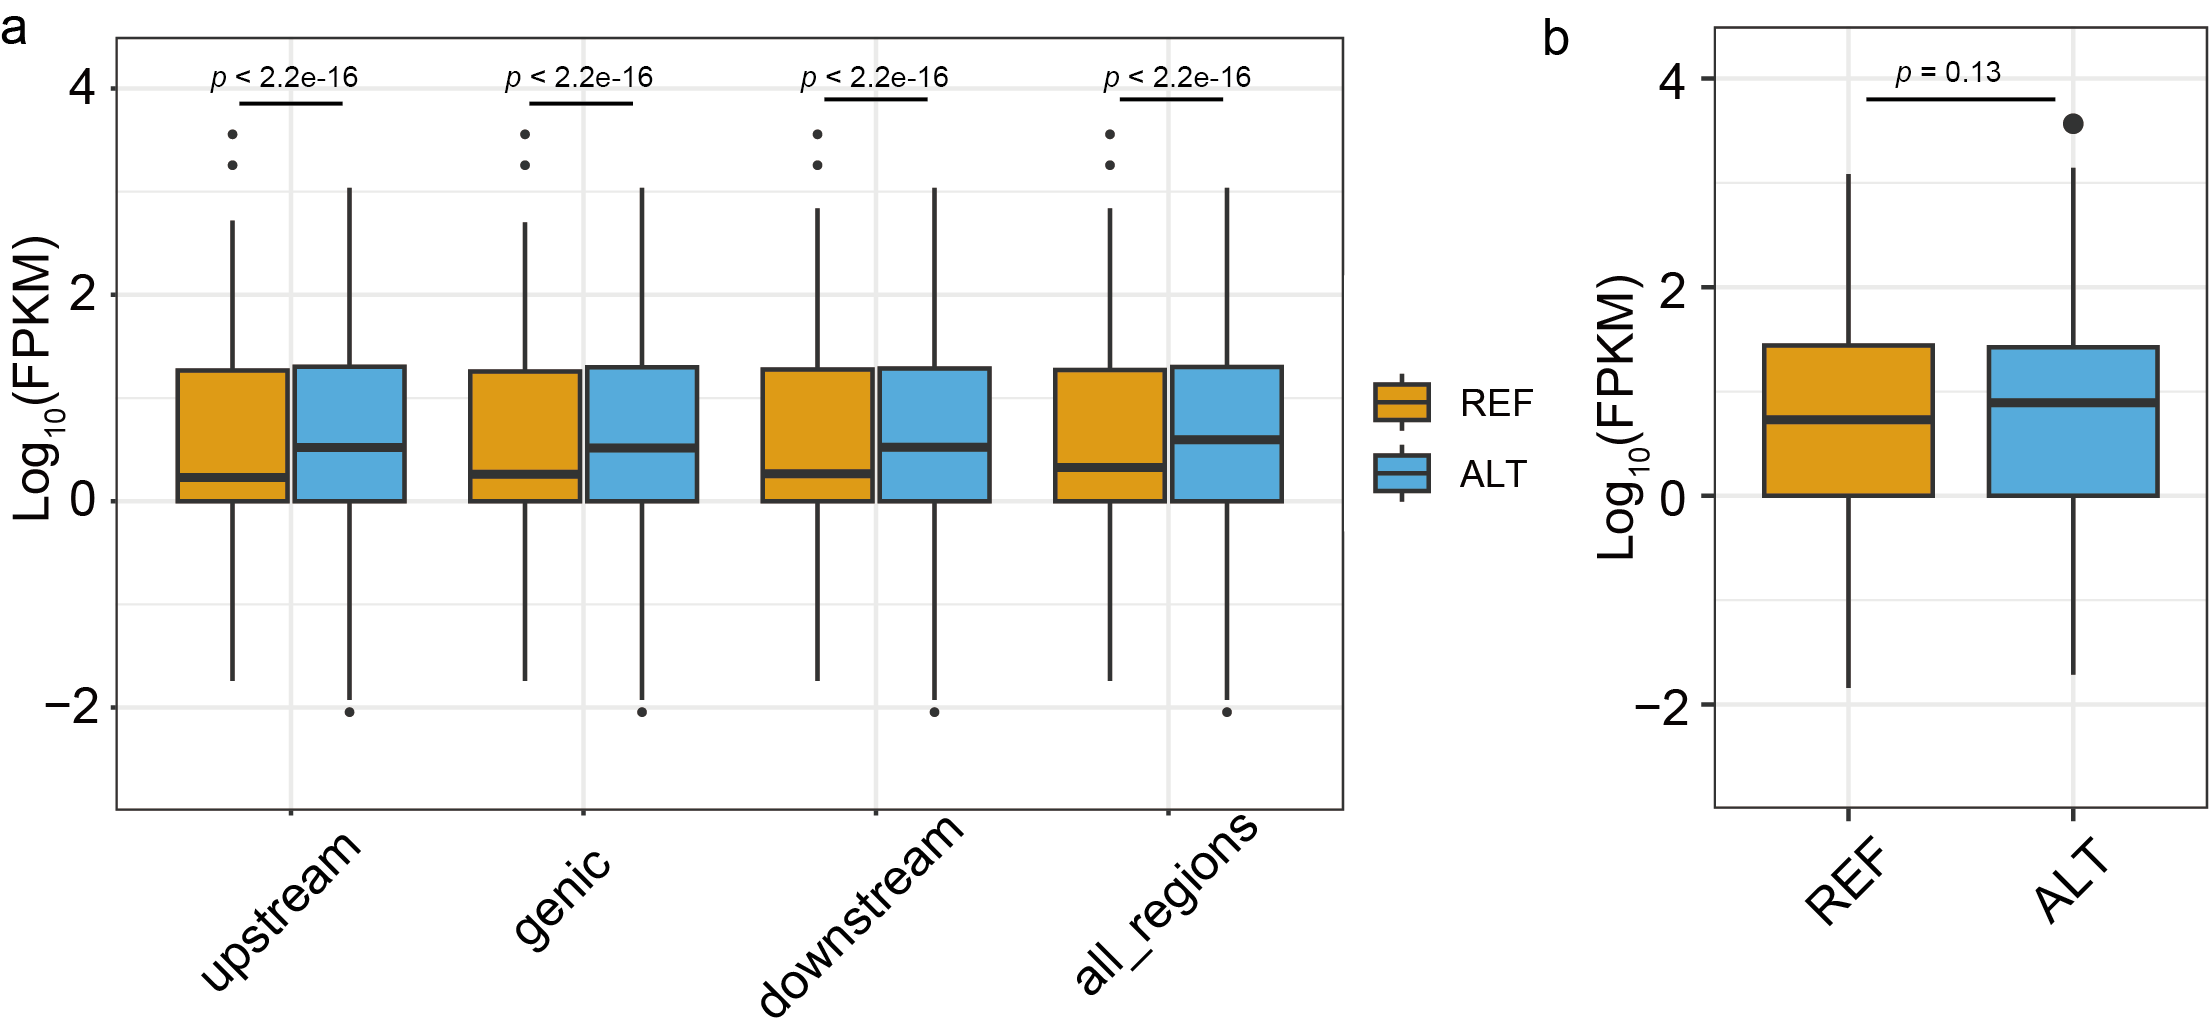 a
p < 2.2e-16
p < 2.2e-16
p < 2.2e-16
p < 2.2e-16
4
2
0
−2
Log10(FPKM)
upstream
genic
downstream
all_regions
REF
ALT
b
p = 0.13
4
2
0
−2
Log10(FPKM)
REF
ALT